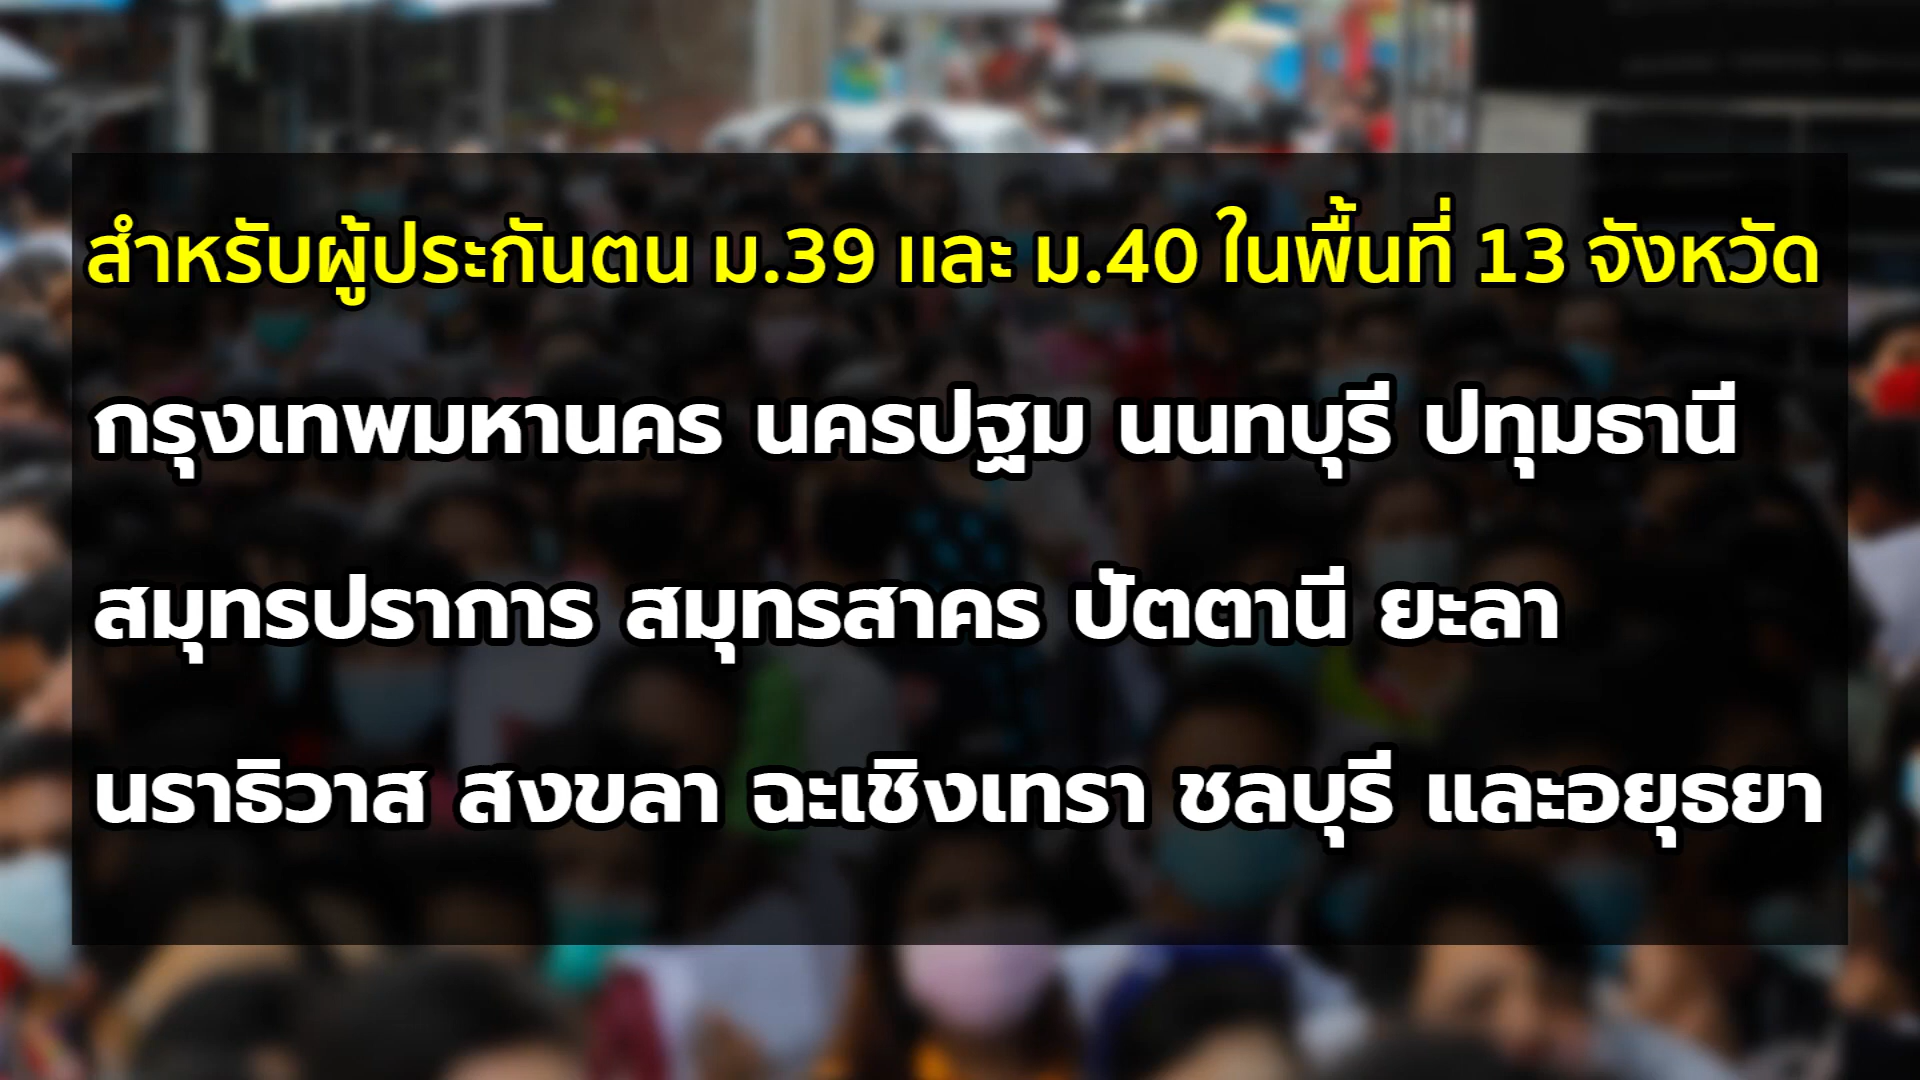 สำหรับผู้ประกันตน ม.39 และ ม.40 ในพื้นที่ 13 จังหวัด
กรุงเทพมหานคร นครปฐม นนทบุรี ปทุมธานี
สมุทรปราการ สมุทรสาคร ปัตตานี ยะลา
นราธิวาส สงขลา ฉะเชิงเทรา ชลบุรี และอยุธยา